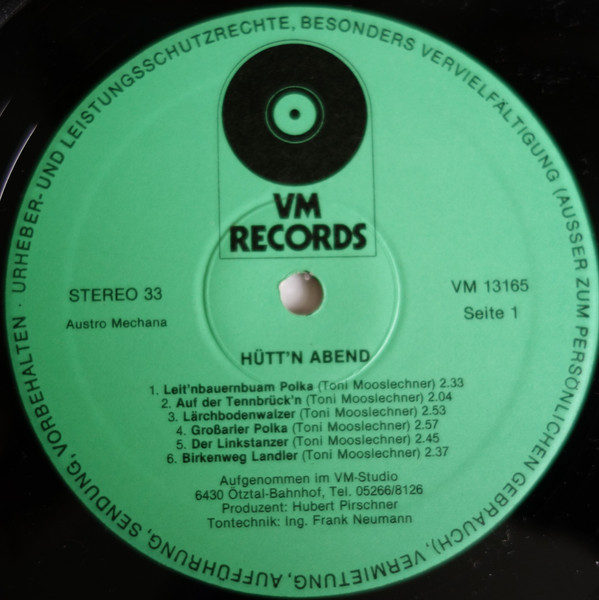 URHEBER- UND LEISTUNGSSCHUTZRECHTE, BESONDERS VERVIELFÄLTIGUNG (AUSSER ZUM PERSÖNLICHEN GEBRAUCH), VERMIETUNG, AUFFÜHRUNG, SENDUNG, VORBEHALTEN ·
VM
RECORDS
STEREO 33
VM 13165
Austro Mechana
Seite 1
HÜTT'N ABEND
1. Leit'nbauernbuam Polka (Toni Mooslechner) 2.33
2. Auf der Tennbrück'n (Toni Mooslechner) 2.04
3. Lärchbodenwalzer (Toni Mooslechner) 2.53
4. Großarler Polka (Toni Mooslechner) 2.57
5. Der Linkstanzer (Toni Mooslechner) 2.45
6. Birkenweg Landler (Toni Mooslechner) 2.37
Aufgenommen im VM-Studio
6430 Ötztal-Bahnhof, Tel. 05266/8126
Produzent: Hubert Pirschner
Tontechnik: Ing. Frank Neumann